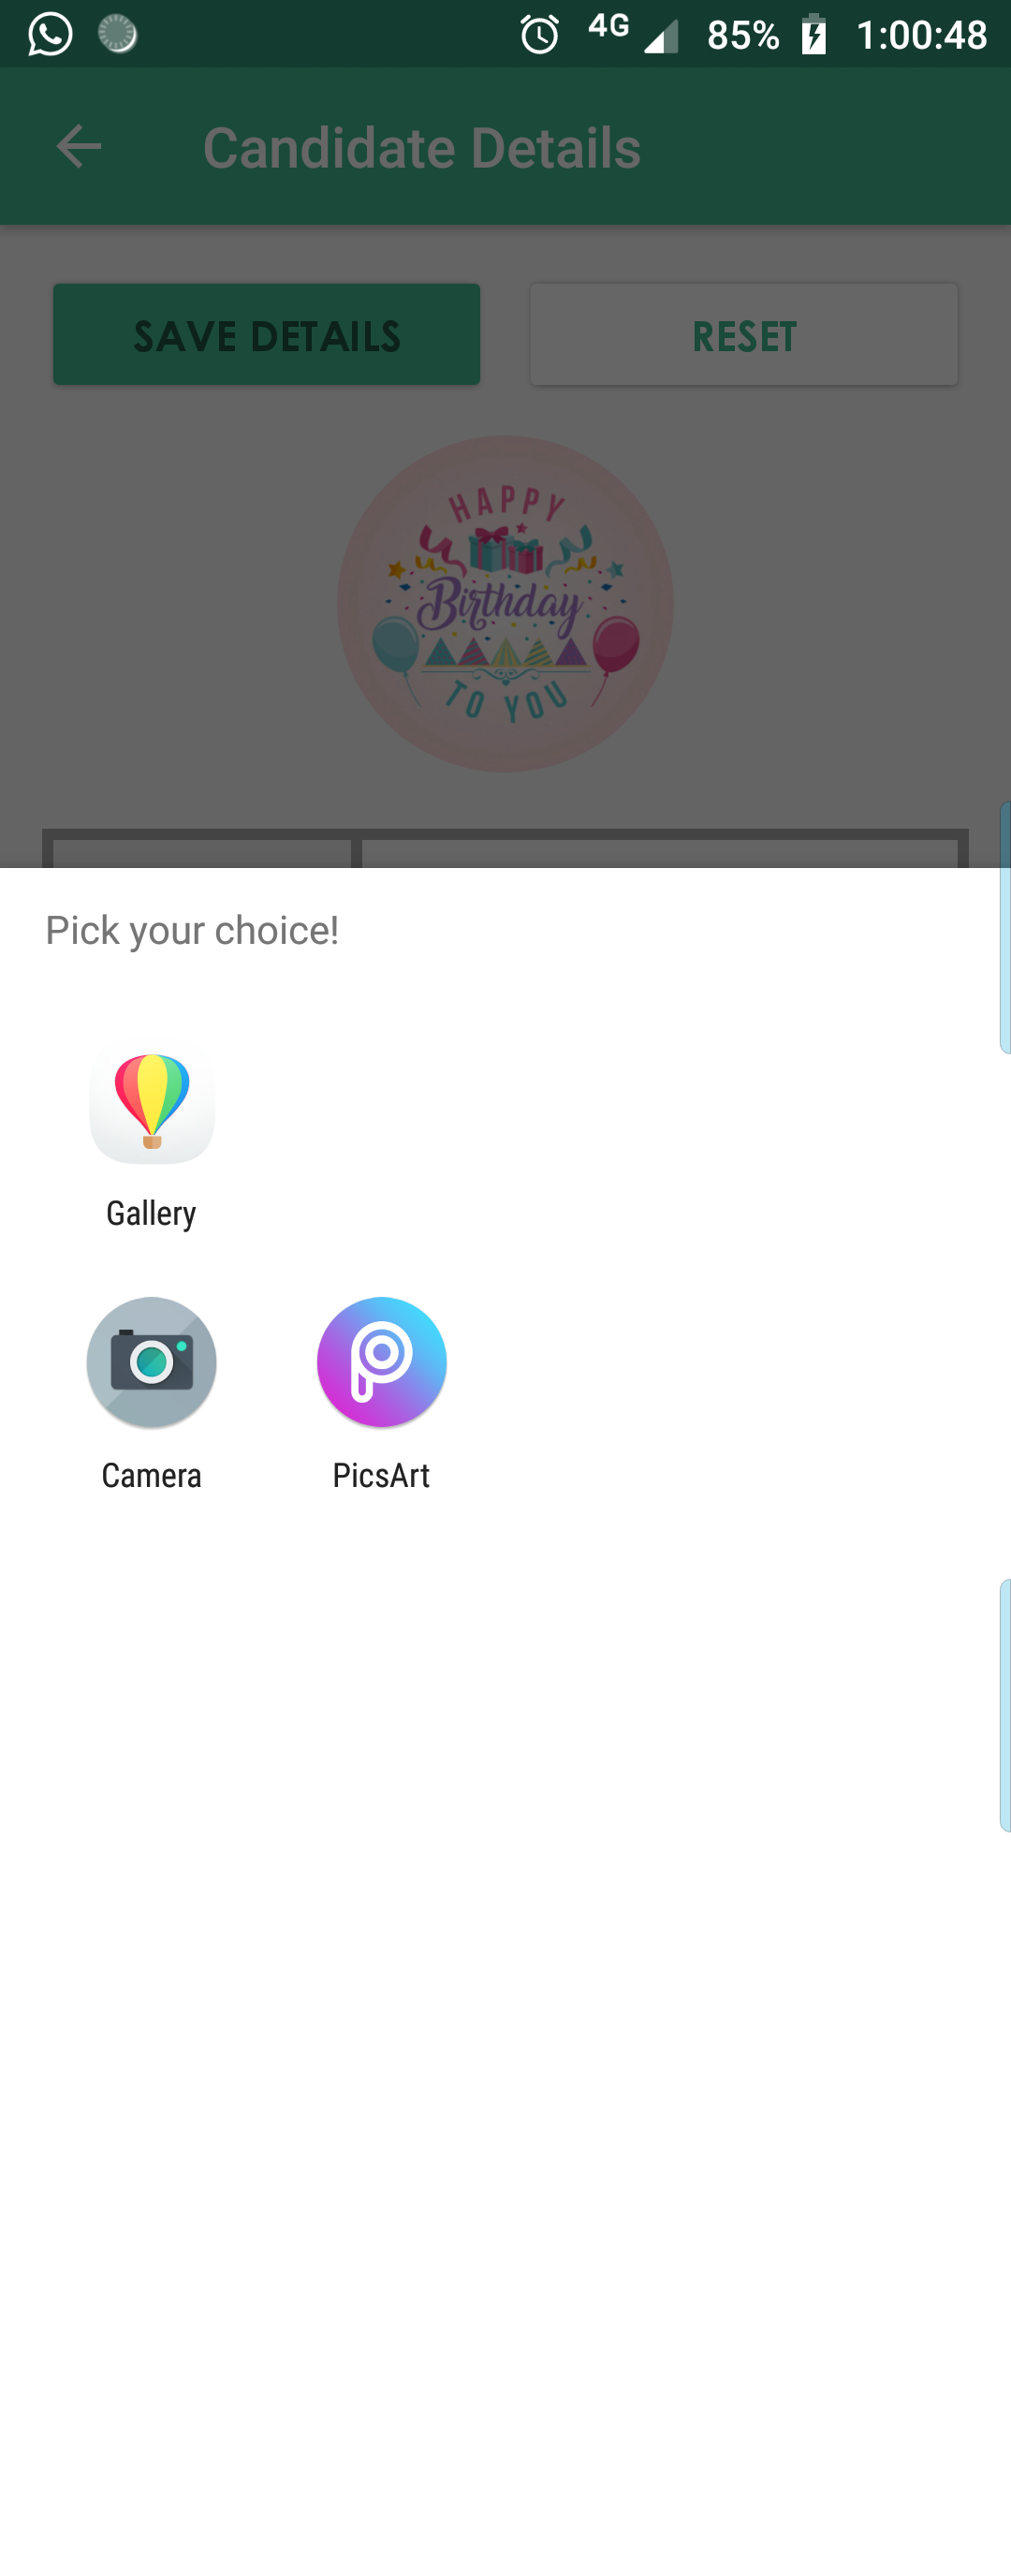 4G 85% 1:00:48
Candidate Details
SAVE DETAILS RESET
HAPPY
Birthday
TO YOU
Pick your choice!
Gallery
Camera PicsArt